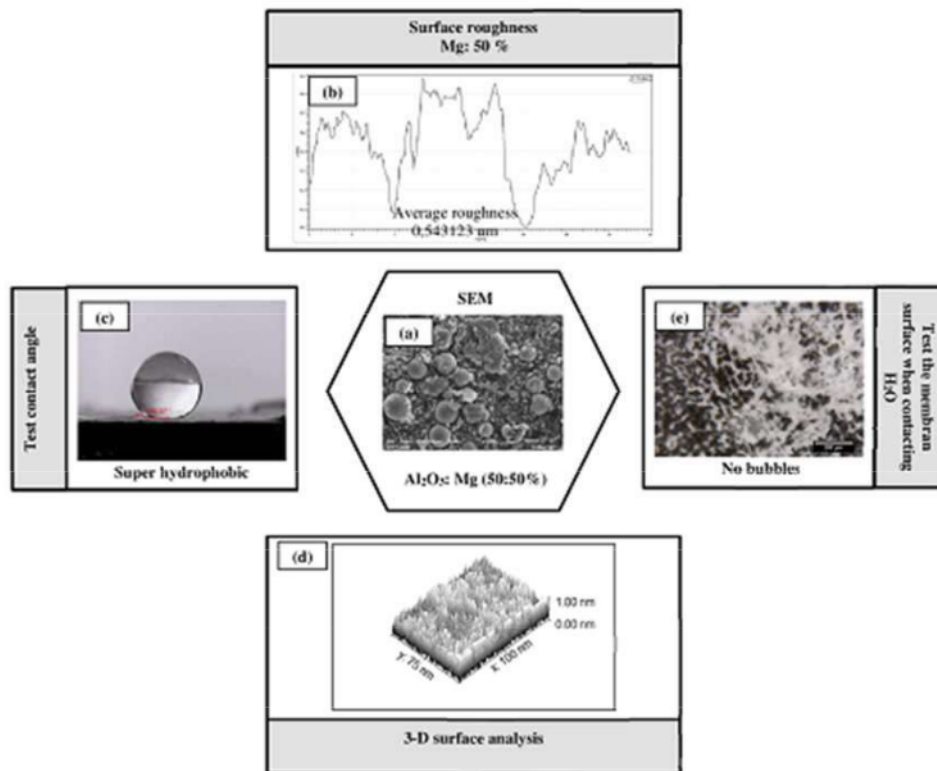 Surface roughness
Mg: 50 %
(b)
Average roughness
0,543123 nm
Test contact angle
(c)
Super hydrophobic
SEM
(a)
Al₂O₃: Mg (50:50%)
(e)
No bubbles
Test the membran
surface when contacting
H₂O
(d)
1.00 nm
0.00 nm
y: 75 nm
x: 100 nm
3-D surface analysis